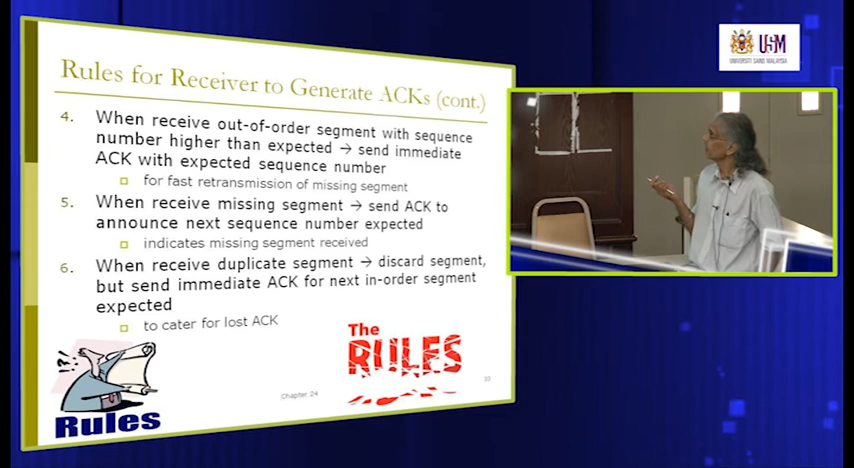 USM
UNIVERSITI SAINS MALAYSIA
Rules for Receiver to Generate ACKs (cont.)
4. When receive out-of-order segment with sequence
number higher than expected → send immediate
ACK with expected sequence number
for fast retransmission of missing segment
5. When receive missing segment → send ACK to
announce next sequence number expected
indicates missing segment received
6. When receive duplicate segment → discard segment,
but send immediate ACK for next in-order segment
expected
to cater for lost ACK
The
RULES
!?!
Rules
Chapter 24